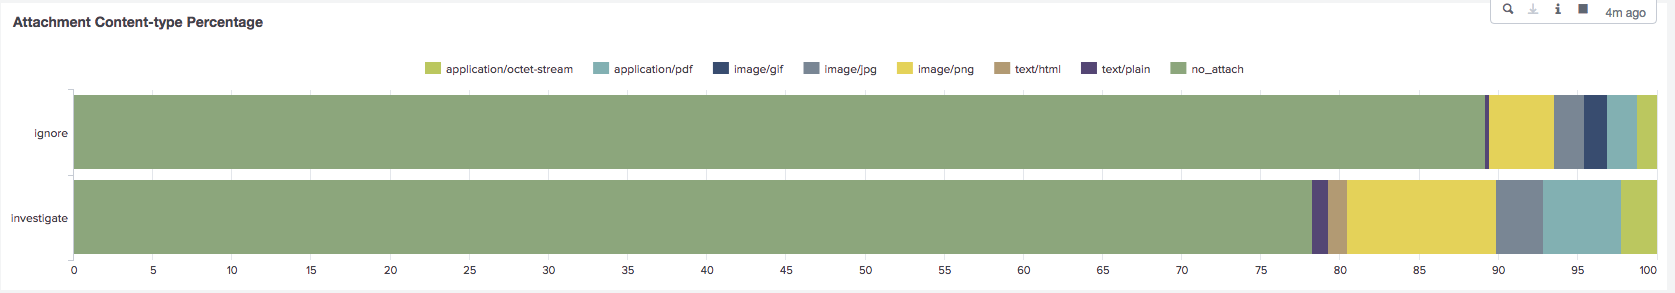 Attachment Content-type Percentage
4m ago
application/octet-stream application/pdf image/gif image/jpg image/png text/html text/plain no_attach
ignore
investigate
0 5 10 15 20 25 30 35 40 45 50 55 60 65 70 75 80 85 90 95 100